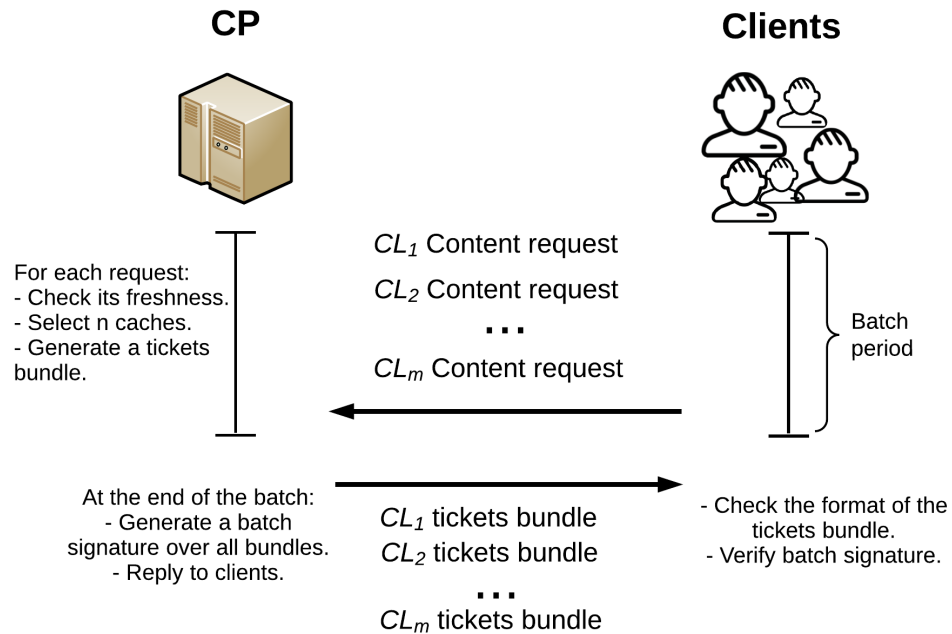 CP
Clients
CL1 Content request
CL2 Content request
...
CLm Content request
For each request:
- Check its freshness.
- Select n caches.
- Generate a tickets
bundle.
Batch
period
At the end of the batch:
- Generate a batch
signature over all bundles.
- Reply to clients.
CL1 tickets bundle
CL2 tickets bundle
...
CLm tickets bundle
- Check the format of the
tickets bundle.
- Verify batch signature.